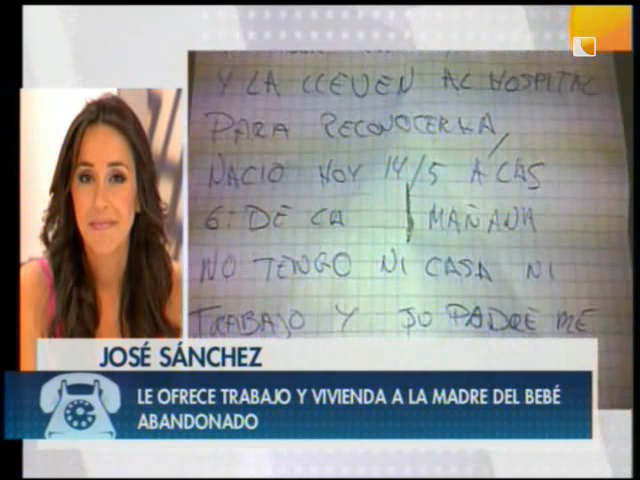 Y LA LLEVEN AL HOSPITAL
PARA RECONOCERLA,
NACIO HOY 14/5 A LAS
6: DE LA MAÑANA
NO TENGO NI CASA NI
TRABAJO Y SU PADRE ME
JOSÉ SÁNCHEZ
LE OFRECE TRABAJO Y VIVIENDA A LA MADRE DEL BEBÉ
ABANDONADO